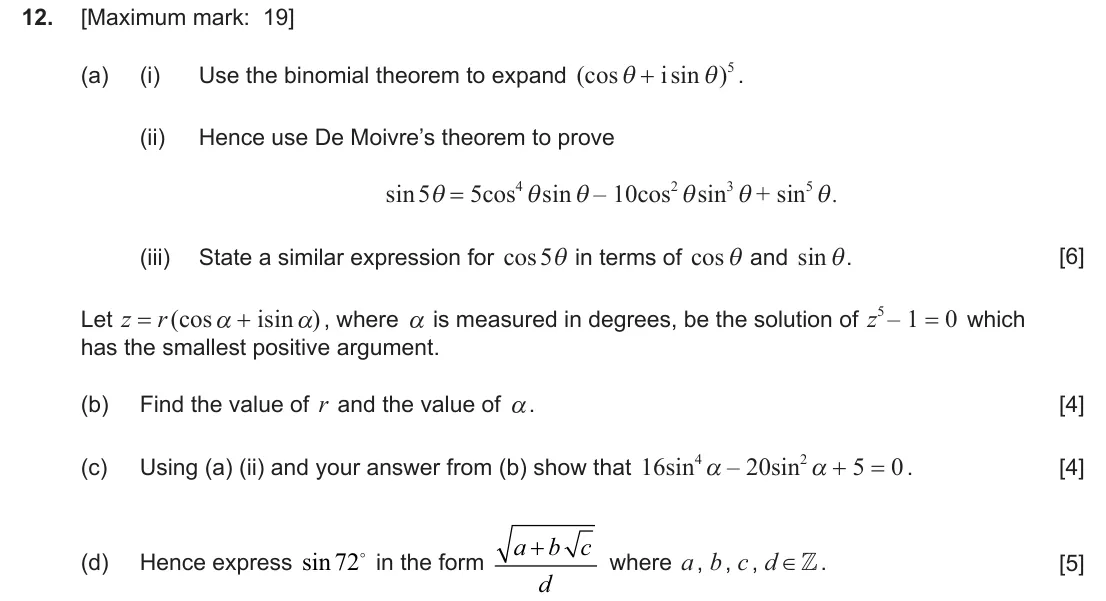 12. [Maximum mark: 19]
(a) (i) Use the binomial theorem to expand (cos θ + i sin θ)⁵ .
(ii) Hence use De Moivre's theorem to prove
sin 5θ = 5cos⁴ θ sin θ – 10cos² θ sin³ θ + sin⁵ θ.
(iii) State a similar expression for cos 5θ in terms of cos θ and sin θ. [6]
Let z = r(cos α + isin α), where α is measured in degrees, be the solution of z⁵ – 1 = 0 which
has the smallest positive argument.
(b) Find the value of r and the value of α. [4]
(c) Using (a) (ii) and your answer from (b) show that 16sin⁴ α – 20sin² α + 5 = 0. [4]
(d) Hence express sin 72° in the form √(a+b√c)/d where a, b, c, d ∈ ℤ. [5]